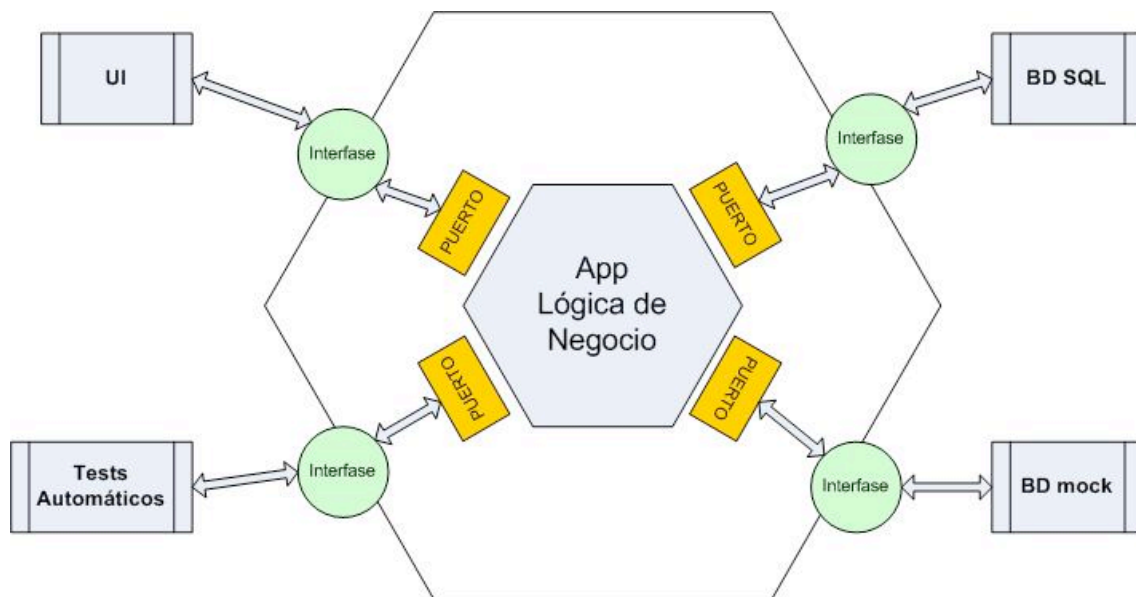 UI
BD SQL
Interfase
Interfase
PUERTO
PUERTO
App
Lógica de
Negocio
PUERTO
PUERTO
Interfase
Interfase
Tests
Automáticos
BD mock